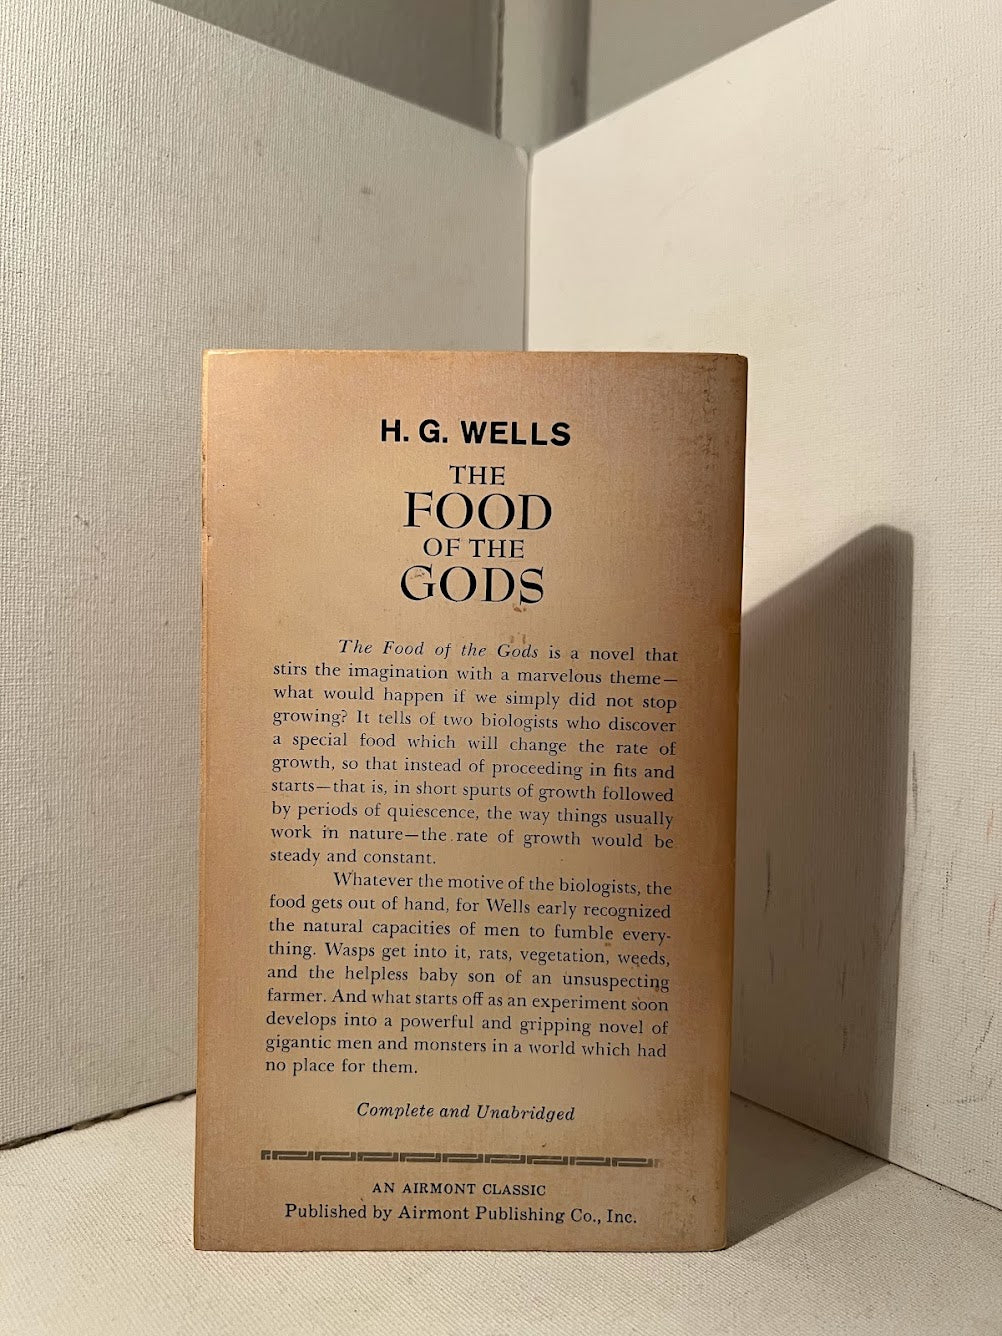 H. G. WELLS
THE
FOOD
OF THE
GODS
The Food of the Gods is a novel that
stirs the imagination with a marvelous theme—
what would happen if we simply did not stop
growing? It tells of two biologists who discover
a special food which will change the rate of
growth, so that instead of proceeding in fits and
starts—that is, in short spurts of growth followed
by periods of quiescence, the way things usually
work in nature—the rate of growth would be
steady and constant.
Whatever the motive of the biologists, the
food gets out of hand, for Wells early recognized
the natural capacities of men to fumble every-
thing. Wasps get into it, rats, vegetation, weeds,
and the helpless baby son of an unsuspecting
farmer. And what starts off as an experiment soon
develops into a powerful and gripping novel of
gigantic men and monsters in a world which had
no place for them.
Complete and Unabridged
AN AIRMONT CLASSIC
Published by Airmont Publishing Co., Inc.